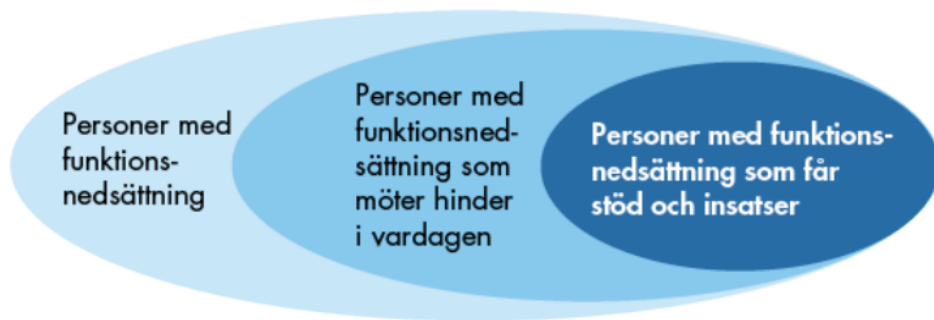 Personer med
funktions-
nedsättning
Personer med
funktionsned-
sättning som
möter hinder
i vardagen
Personer med funktions-
nedsättning som får
stöd och insatser